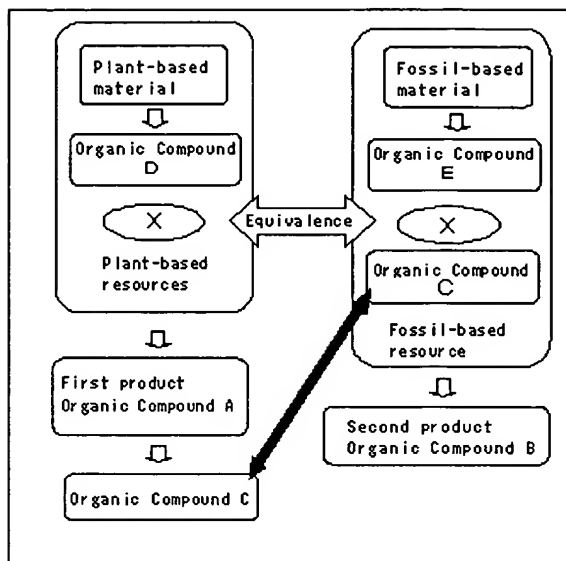 Plant-based
material
Organic Compound
D
X
Plant-based
resources
First product
Organic Compound A
Organic Compound C
Equivalence
Fossil-based
material
Organic Compound
E
X
Organic Compound
C
Fossil-based
resource
Second product
Organic Compound B